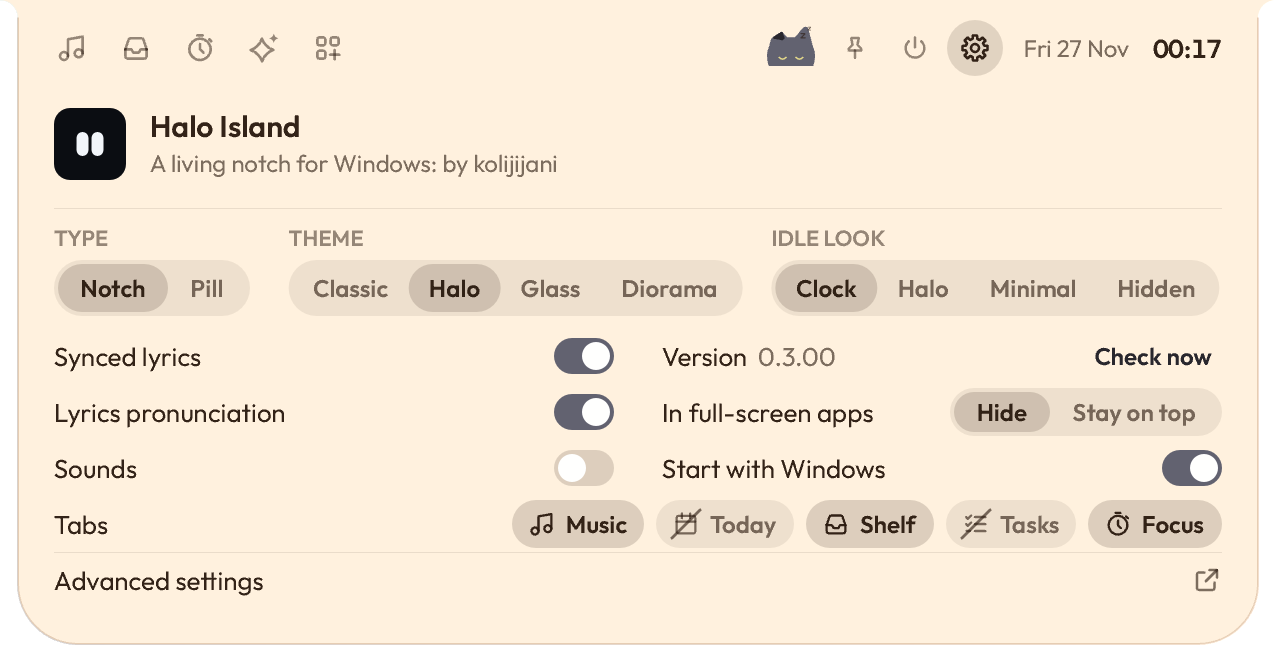 Fri 27 Nov 00:17
Halo Island
A living notch for Windows: by kolijijani
TYPE THEME IDLE LOOK
Notch Pill Classic Halo Glass Diorama Clock Halo Minimal Hidden
Synced lyrics Version 0.3.00 Check now
Lyrics pronunciation In full-screen apps Hide Stay on top
Sounds Start with Windows
Tabs Music Today Shelf Tasks Focus
Advanced settings